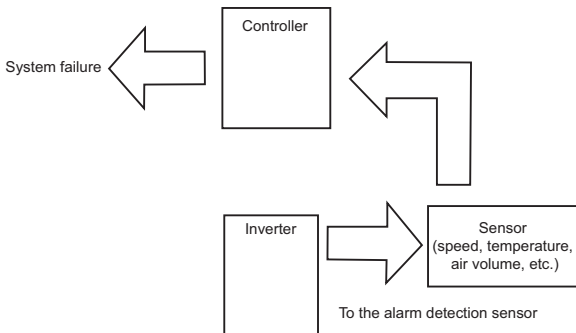 Controller
System failure
Inverter
Sensor
(speed, temperature,
air volume, etc.)
To the alarm detection sensor